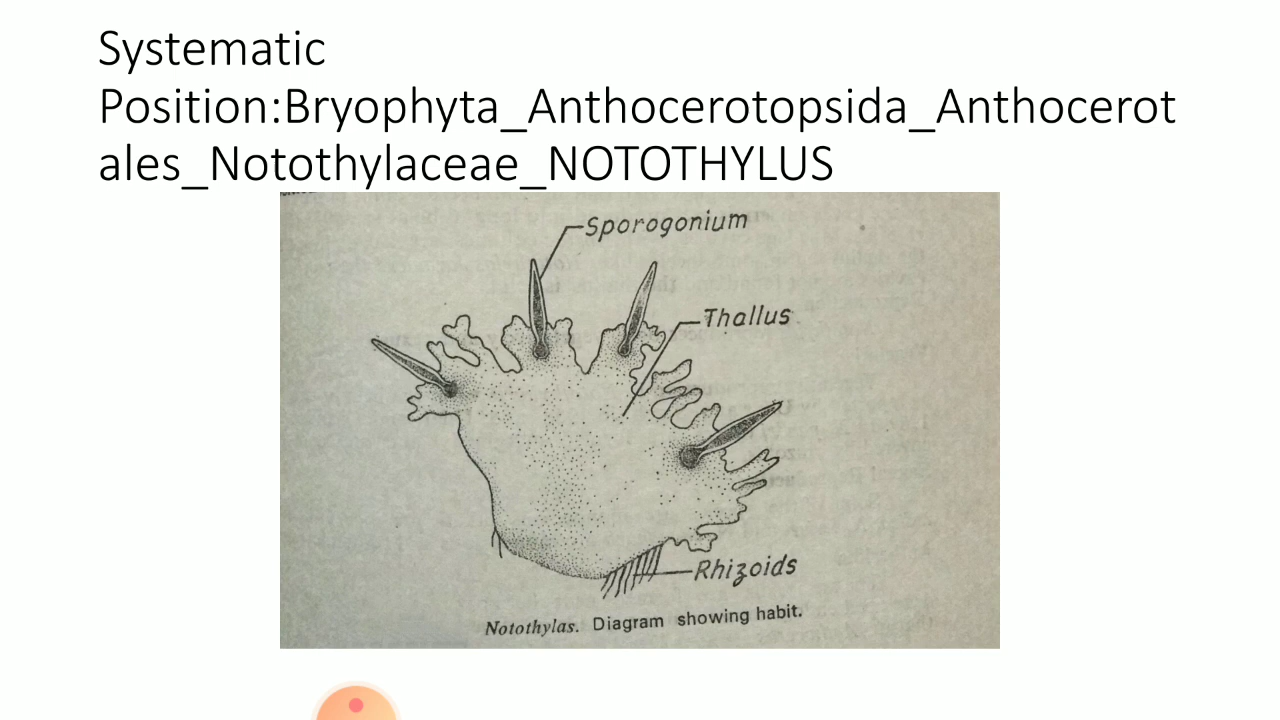 Systematic
Position:Bryophyta_Anthocerotopsida_Anthocerot
ales_Notothylaceae_NOTOTHYLUS
Sporogonium
Thallus
Rhizoids
Notothylas. Diagram showing habit.